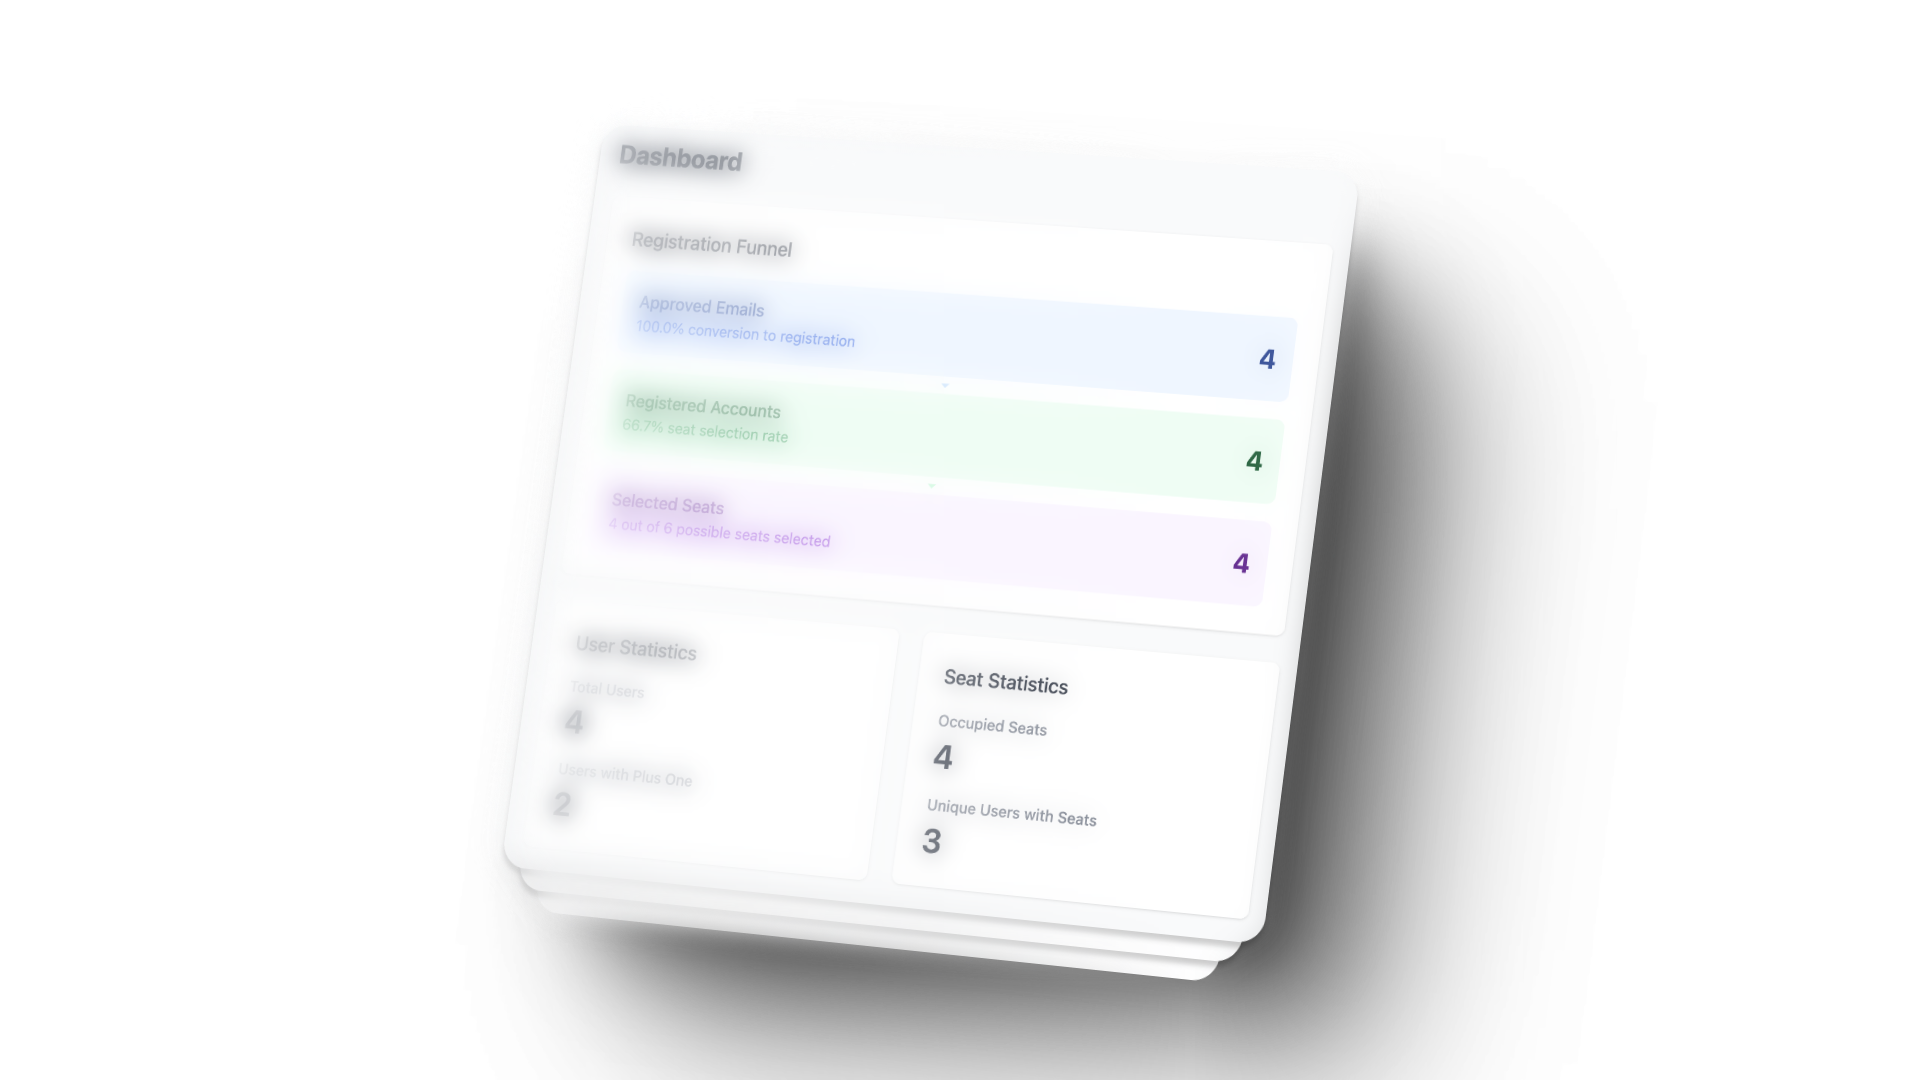 Dashboard
Registration Funnel
Approved Emails
100.0% conversion to registration
4
Registered Accounts
66.7% seat selection rate
4
Selected Seats
4 out of 6 possible seats selected
4
User Statistics
Total Users
4
Users with Plus One
2
Seat Statistics
Occupied Seats
4
Unique Users with Seats
3